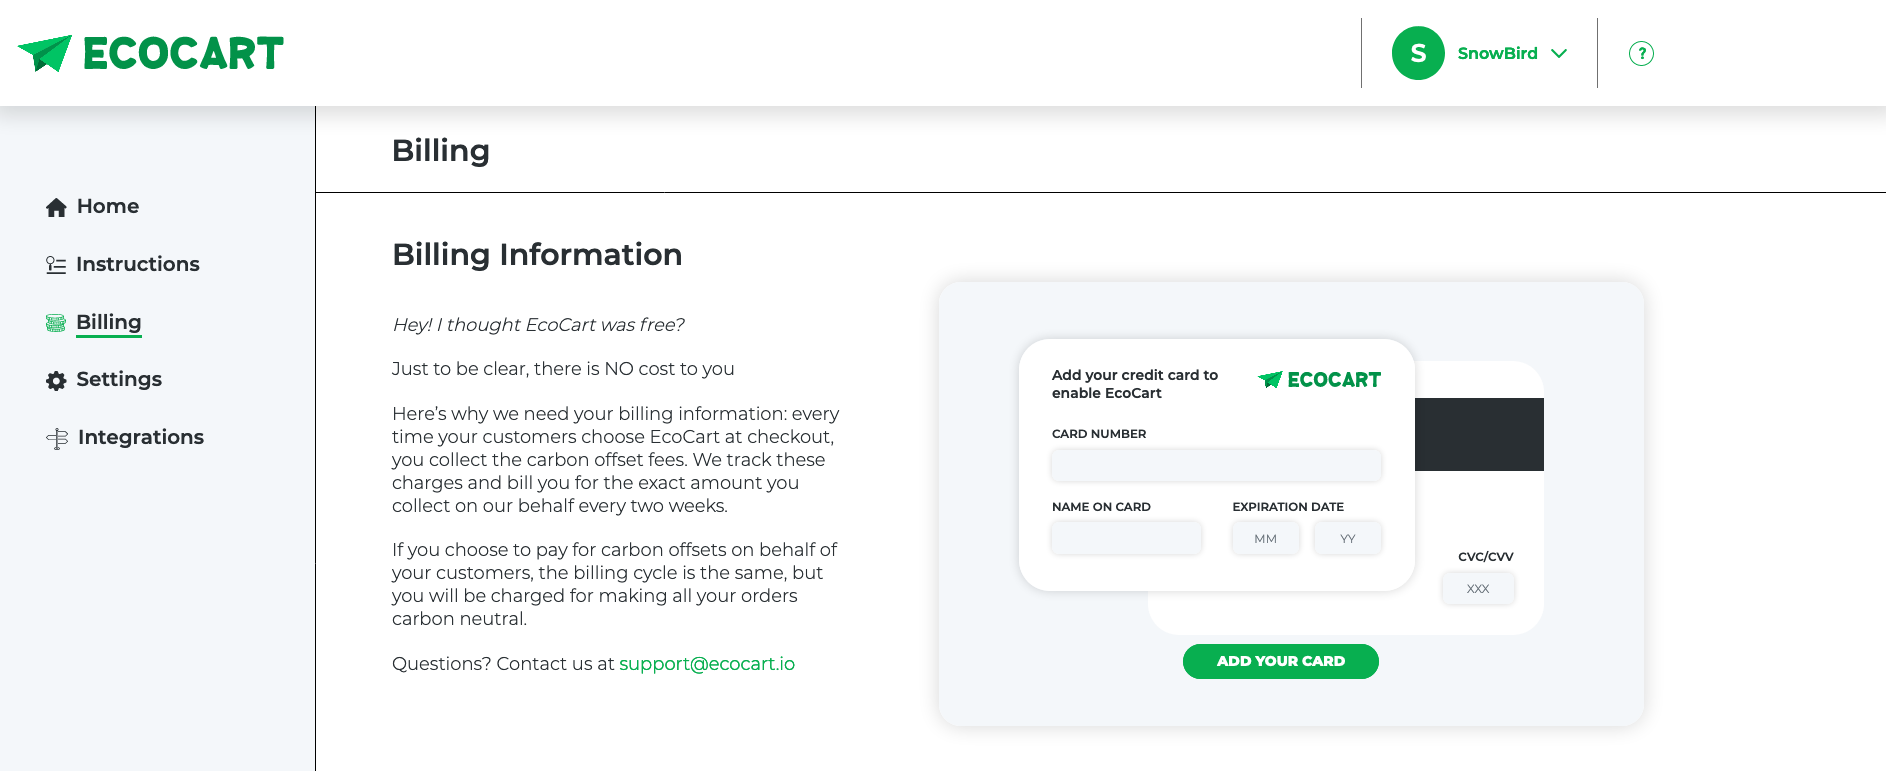 ECOCART
S
SnowBird
?
Home
Instructions
Billing
Settings
Integrations
Billing
Billing Information
Hey! I thought EcoCart was free?
Just to be clear, there is NO cost to you
Here’s why we need your billing information: every
time your customers choose EcoCart at checkout,
you collect the carbon offset fees. We track these
charges and bill you for the exact amount you
collect on our behalf every two weeks.
If you choose to pay for carbon offsets on behalf of
your customers, the billing cycle is the same, but
you will be charged for making all your orders
carbon neutral.
Questions? Contact us at support@ecocart.io
Add your credit card to
enable EcoCart
ECOCART
CARD NUMBER
NAME ON CARD
EXPIRATION DATE
MM
YY
CVC/CVV
XXX
ADD YOUR CARD